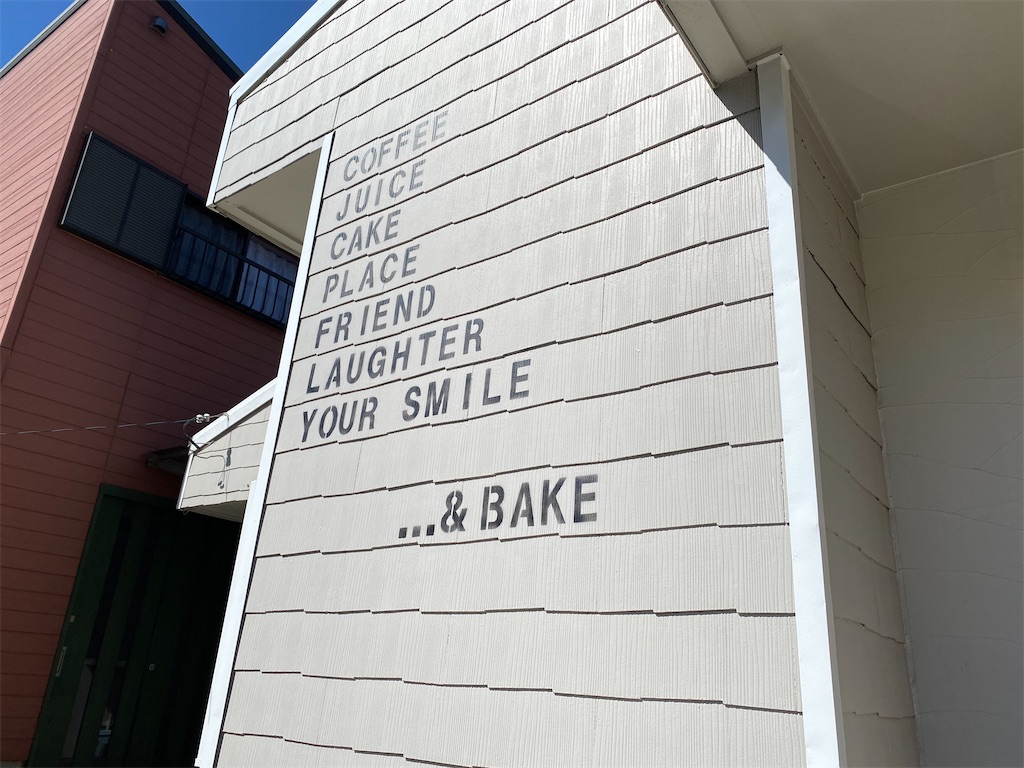 COFFEE
JUICE
CAKE
PLACE
FRIEND
LAUGHTER
YOUR SMILE
...& BAKE